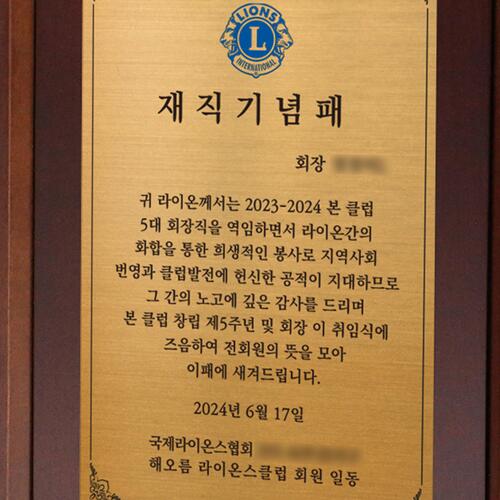 LIONS
L
INTERNATIONAL
재직기념패
회장
귀 라이온께서는 2023-2024 본 클럽
5대 회장직을 역임하면서 라이온간의
화합을 통한 희생적인 봉사로 지역사회
번영과 클럽발전에 헌신한 공적이 지대하므로
그 간의 노고에 깊은 감사를 드리며
본 클럽 창립 제5주년 및 회장 이 취임식에
즈음하여 전회원의 뜻을 모아
이패에 새겨드립니다.
2024년 6월 17일
국제라이온스협회
해오름 라이온스클럽 회원 일동